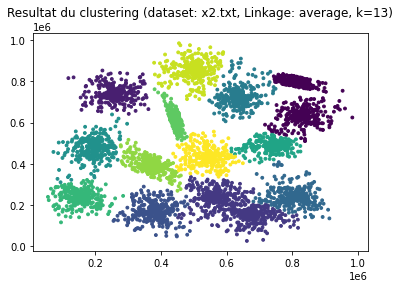 Resultat du clustering (dataset: x2.txt, Linkage: average, k=13)
1e6
1.0
0.8
0.6
0.4
0.2
0.0
0.2 0.4 0.6 0.8 1.0
1e6